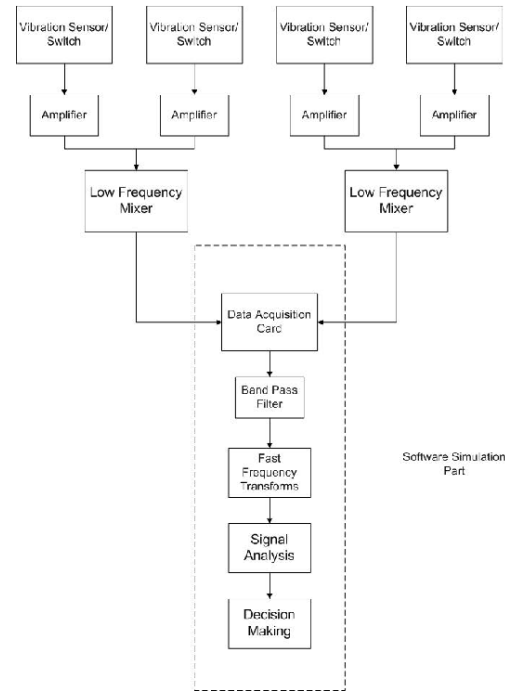 Vibration Sensor/
Switch
Vibration Sensor/
Switch
Vibration Sensor/
Switch
Vibration Sensor/
Switch
Amplifier
Amplifier
Amplifier
Amplifier
Low Frequency
Mixer
Low Frequency
Mixer
Data Acquisition
Card
Band Pass
Filter
Fast
Frequency
Transforms
Software Simulation
Part
Signal
Analysis
Decision
Making